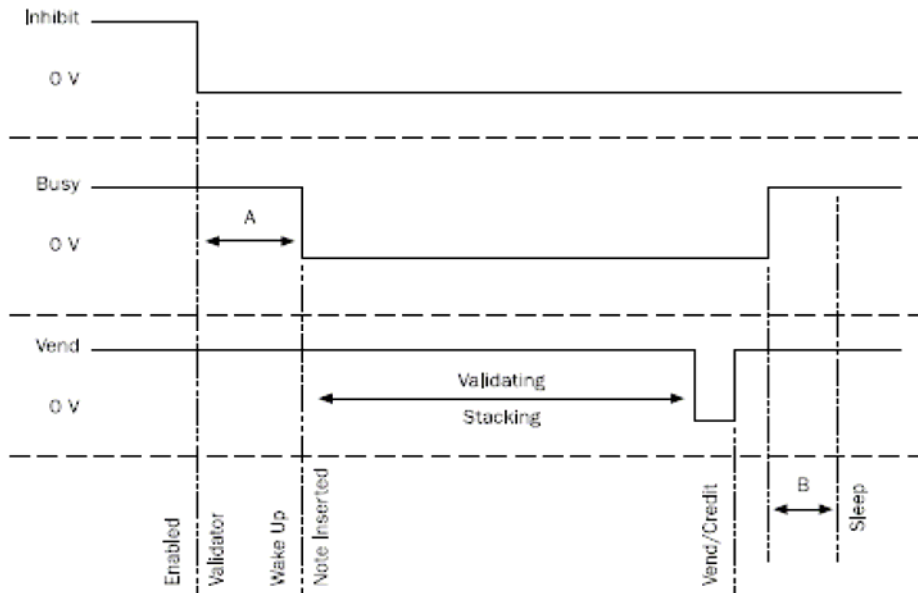 Inhibit
0 V
Busy
A
0 V
Vend
Validating
0 V
Stacking
B
Enabled
Validator
Wake Up
Note Inserted
Vend/Credit
Sleep